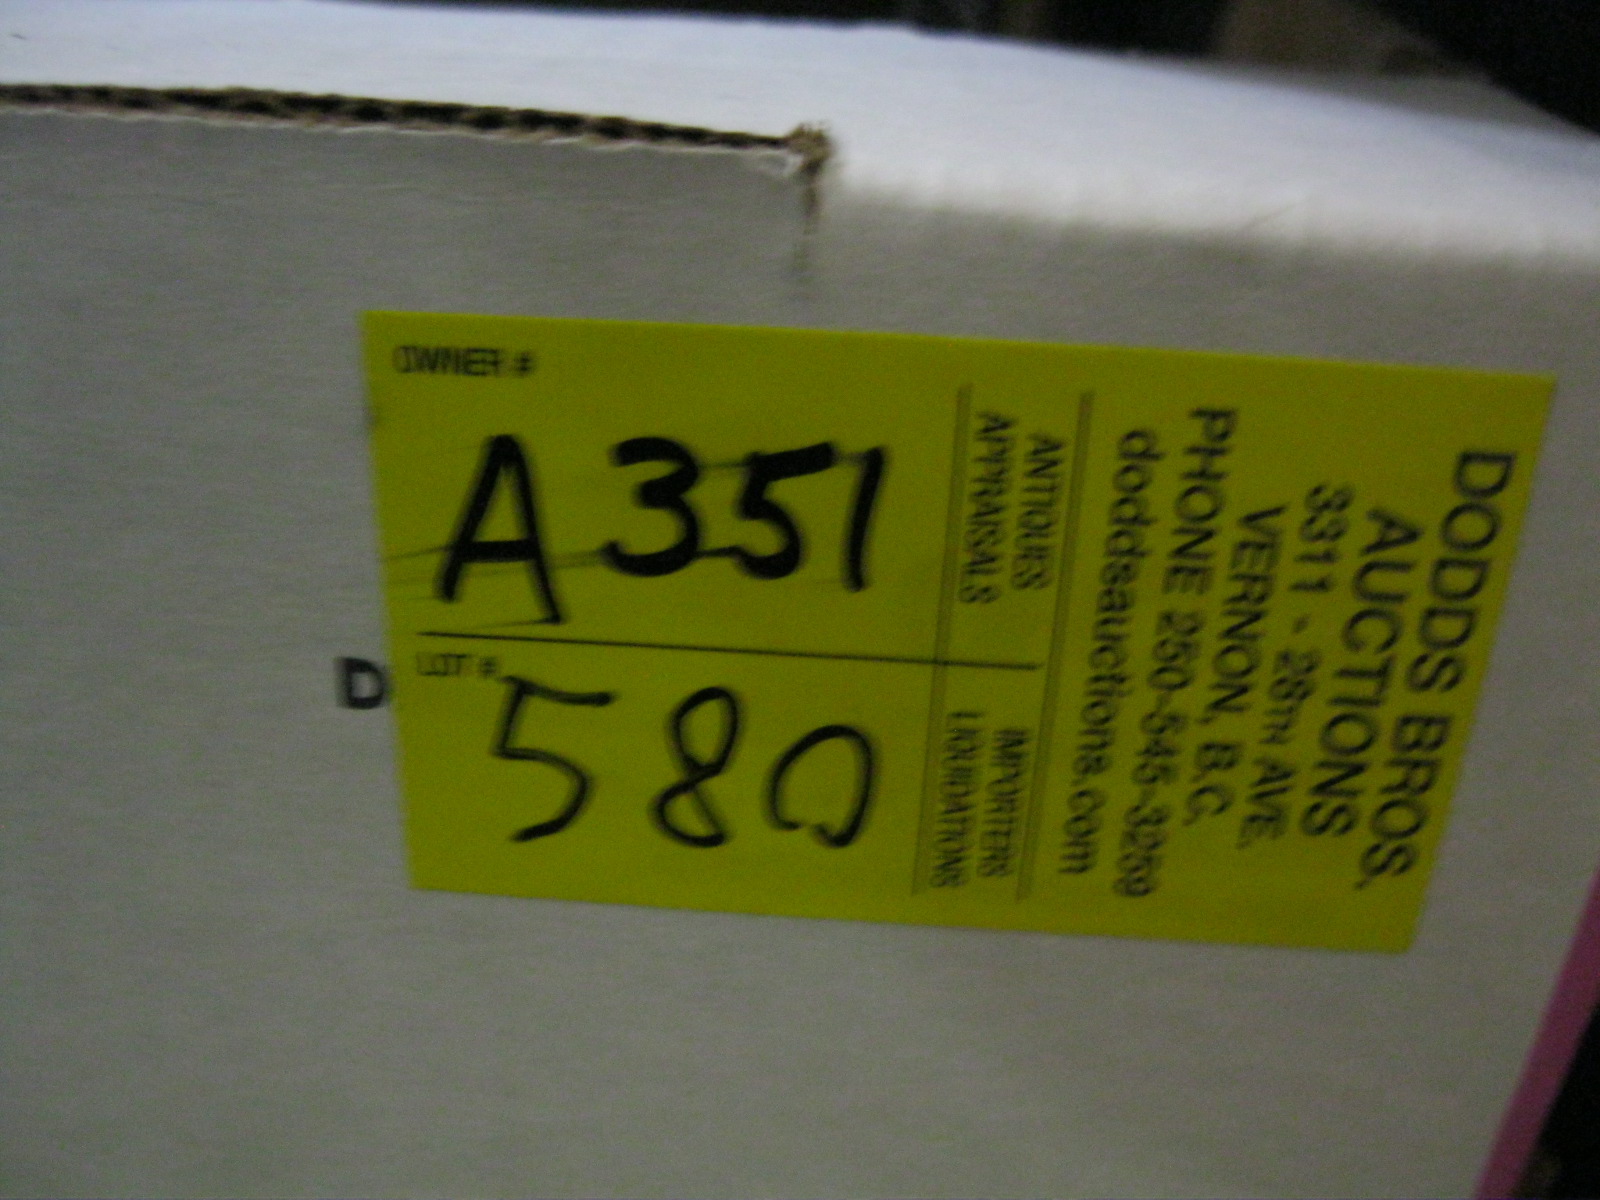 OWNER #
A351
LOT #
580
D
DODDS BROS.
AUCTIONS
3311 - 28TH AVE.
VERNON, B.C.
PHONE 250-545-3259
doddsauctions.com
ANTIQUES
APPRAISALS
IMPORTERS
LIQUIDATIONS